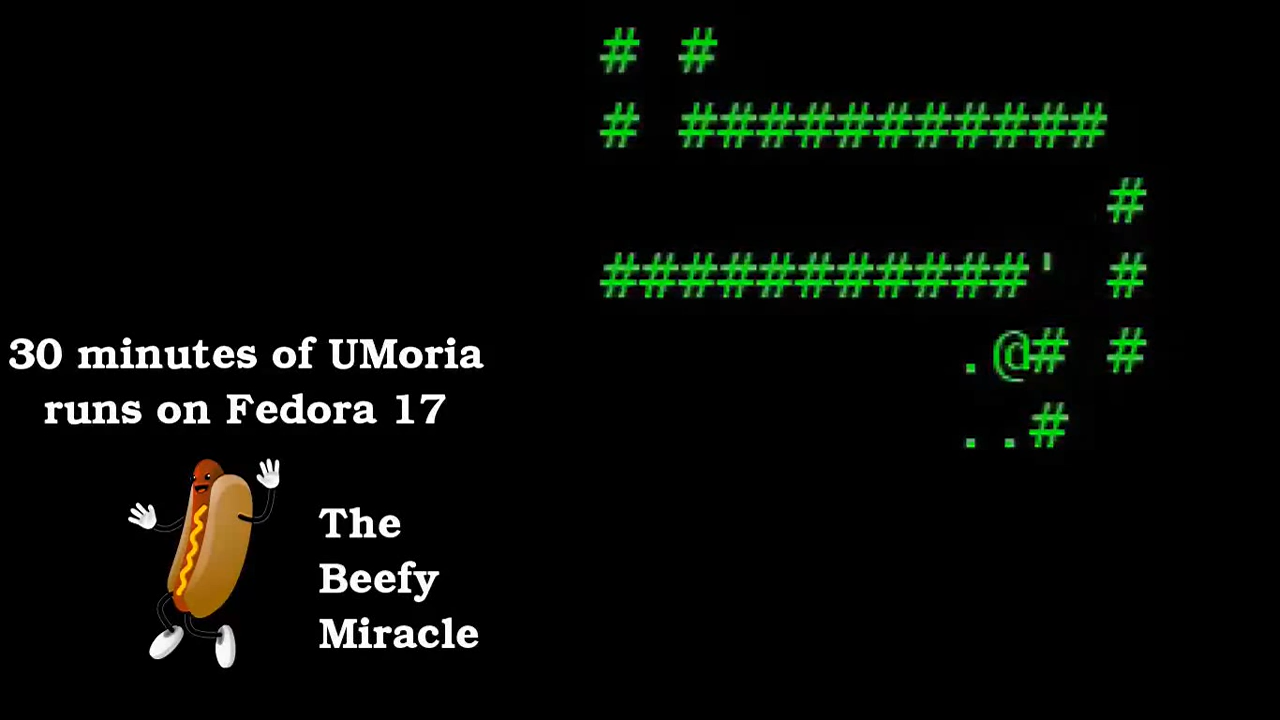 # #
# ###########
#
###########' #
.@# #
..#
30 minutes of UMoria
runs on Fedora 17
The
Beefy
Miracle